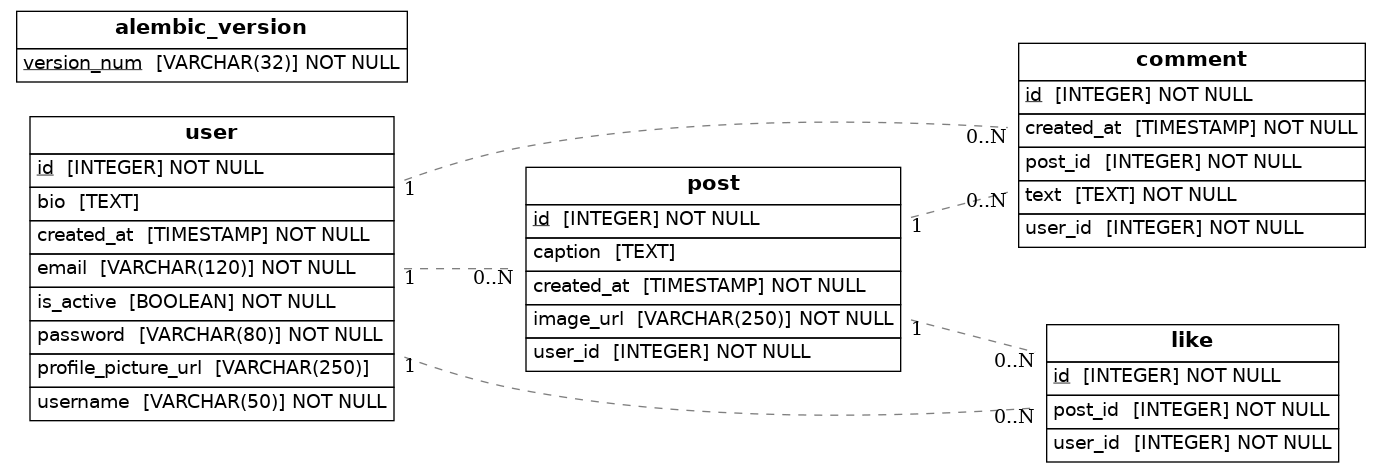 alembic_version
version_num [VARCHAR(32)] NOT NULL
user
id [INTEGER] NOT NULL
bio [TEXT]
created_at [TIMESTAMP] NOT NULL
email [VARCHAR(120)] NOT NULL
is_active [BOOLEAN] NOT NULL
password [VARCHAR(80)] NOT NULL
profile_picture_url [VARCHAR(250)]
username [VARCHAR(50)] NOT NULL
1
1
1
0..N
post
id [INTEGER] NOT NULL
caption [TEXT]
created_at [TIMESTAMP] NOT NULL
image_url [VARCHAR(250)] NOT NULL
user_id [INTEGER] NOT NULL
1
1
0..N
0..N
comment
id [INTEGER] NOT NULL
created_at [TIMESTAMP] NOT NULL
post_id [INTEGER] NOT NULL
text [TEXT] NOT NULL
user_id [INTEGER] NOT NULL
0..N
0..N
like
id [INTEGER] NOT NULL
post_id [INTEGER] NOT NULL
user_id [INTEGER] NOT NULL